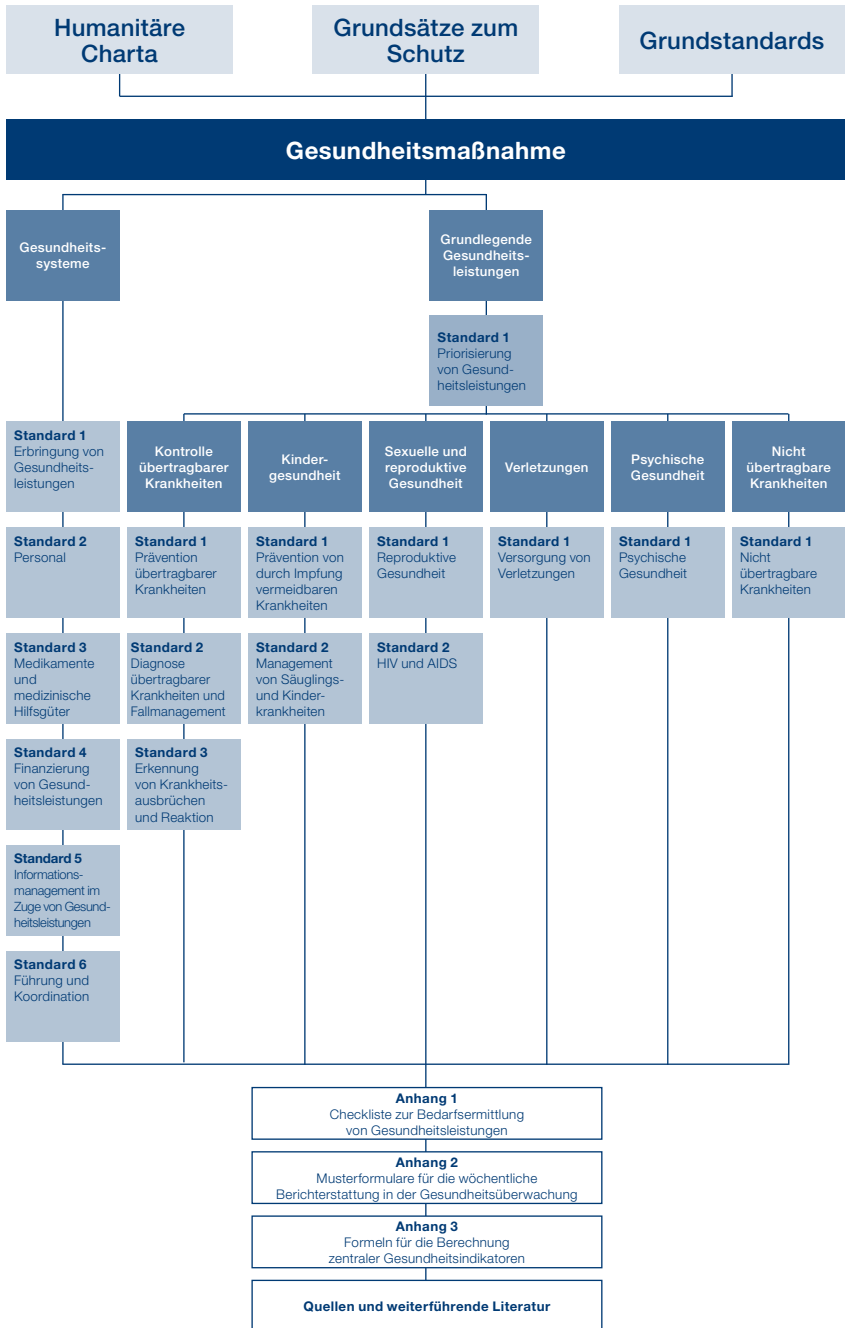 Humanitäre
Charta
Grundsätze zum
Schutz
Grundstandards
Gesundheitsmaßnahme
Gesundheits-
systeme
Grundlegende
Gesundheits-
leistungen
Standard 1
Priorisierung
von Gesund-
heitsleistungen
Standard 1
Erbringung von
Gesundheits-
leistungen
Kontrolle
übertragbarer
Krankheiten
Kinder-
gesundheit
Sexuelle und
reproduktive
Gesundheit
Verletzungen
Psychische
Gesundheit
Nicht
übertragbare
Krankheiten
Standard 2
Personal
Standard 1
Prävention
übertragbarer
Krankheiten
Standard 1
Prävention von
durch Impfung
vermeidbaren
Krankheiten
Standard 1
Reproduktive
Gesundheit
Standard 1
Versorgung von
Verletzungen
Standard 1
Psychische
Gesundheit
Standard 1
Nicht
übertragbare
Krankheiten
Standard 3
Medikamente
und
medizinische
Hilfsgüter
Standard 2
Diagnose
übertragbarer
Krankheiten und
Fallmanagement
Standard 2
Management
von Säuglings-
und Kinder-
krankheiten
Standard 2
HIV und AIDS
Standard 4
Finanzierung
von Gesund-
heitsleistungen
Standard 3
Erkennung
von Krankheits-
ausbrüchen
und Reaktion
Standard 5
Informations-
management im
Zuge von Gesund-
heitsleistungen
Standard 6
Führung und
Koordination
Anhang 1
Checkliste zur Bedarfsermittlung
von Gesundheitsleistungen
Anhang 2
Musterformulare für die wöchentliche
Berichterstattung in der Gesundheitsüberwachung
Anhang 3
Formeln für die Berechnung
zentraler Gesundheitsindikatoren
Quellen und weiterführende Literatur